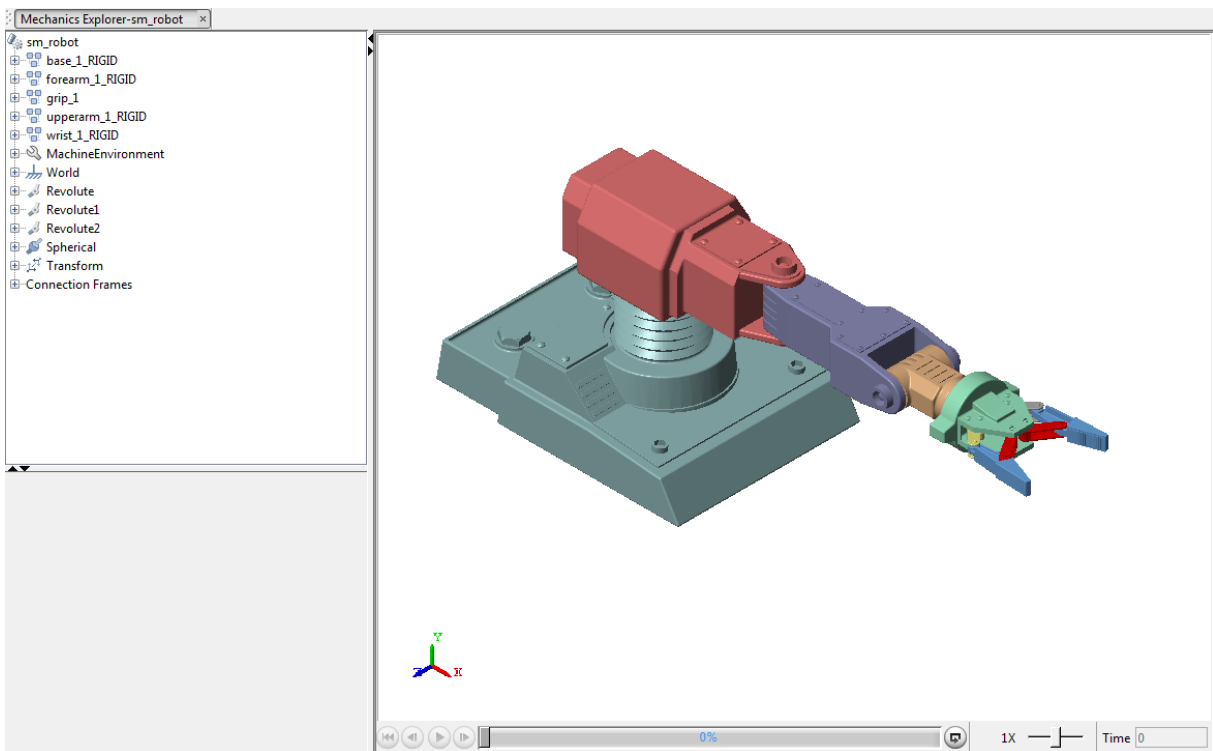 Mechanics Explorer-sm_robot
sm_robot
base_1_RIGID
forearm_1_RIGID
grip_1
upperarm_1_RIGID
wrist_1_RIGID
MachineEnvironment
World
Revolute
Revolute1
Revolute2
Spherical
Transform
Connection Frames
Y
Z X
0% 1X Time 0